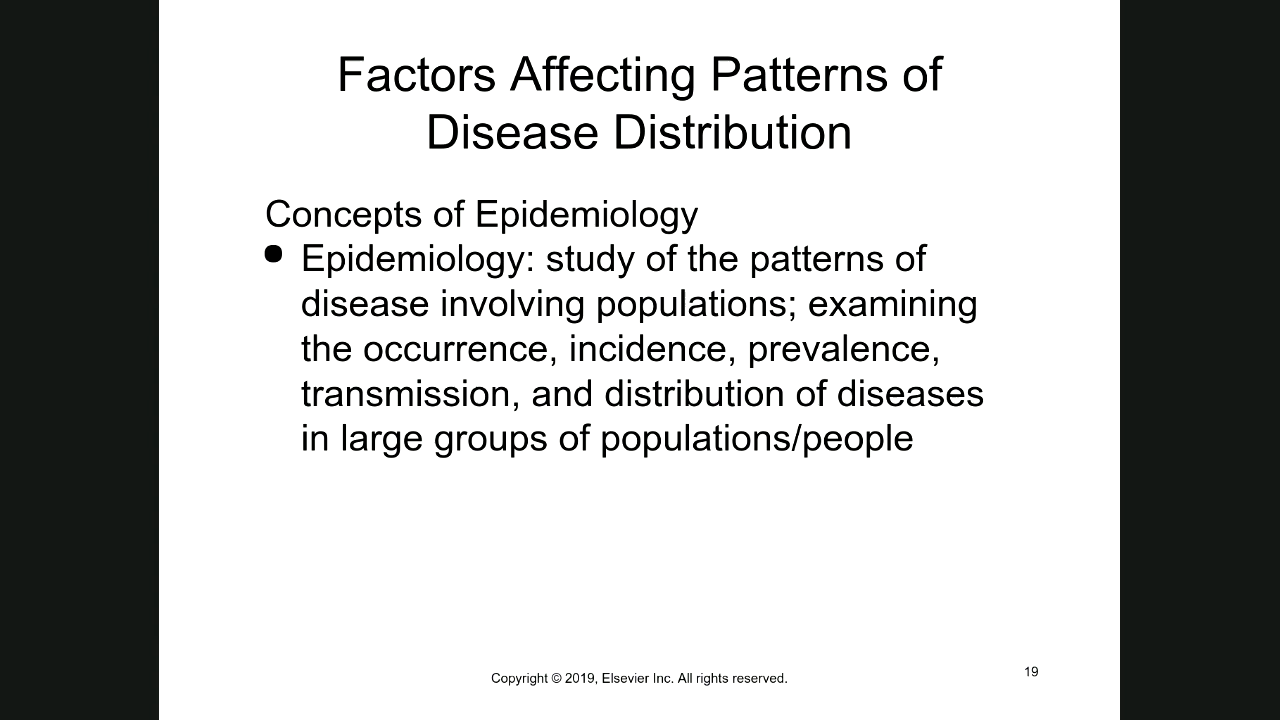 Factors Affecting Patterns of
Disease Distribution
Concepts of Epidemiology
• Epidemiology: study of the patterns of
disease involving populations; examining
the occurrence, incidence, prevalence,
transmission, and distribution of diseases
in large groups of populations/people
Copyright © 2019, Elsevier Inc. All rights reserved.
19